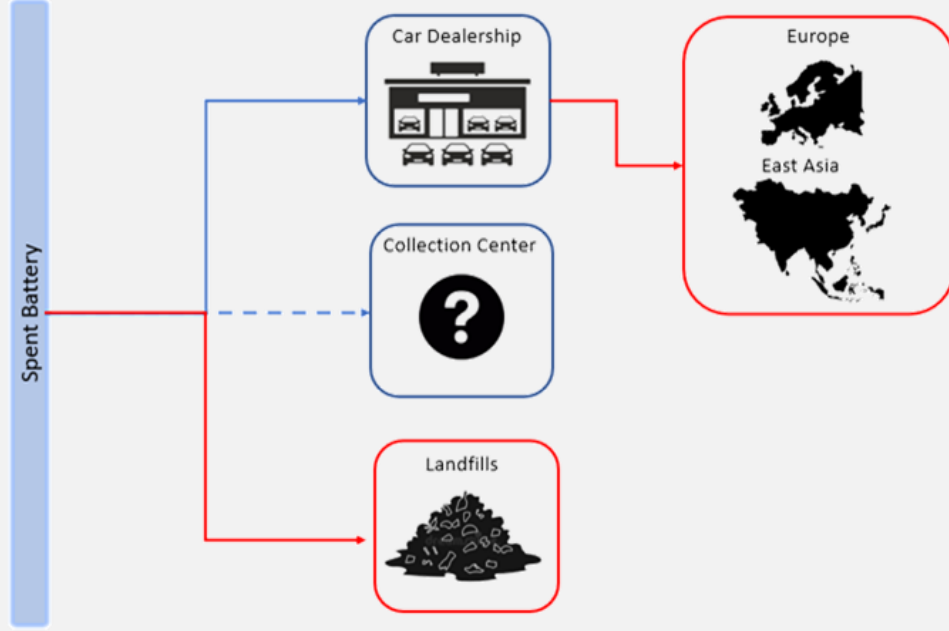 Spent Battery
Car Dealership
Europe
East Asia
Collection Center
?
Landfills